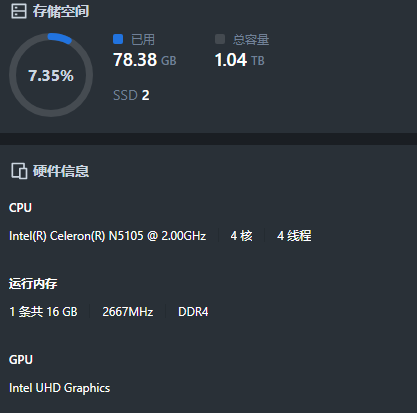 存储空间
7.35%
已用
78.38 GB
总容量
1.04 TB
SSD 2
硬件信息
CPU
Intel(R) Celeron(R) N5105 @ 2.00GHz 4 核 4 线程
运行内存
1 条共 16 GB 2667MHz DDR4
GPU
Intel UHD Graphics